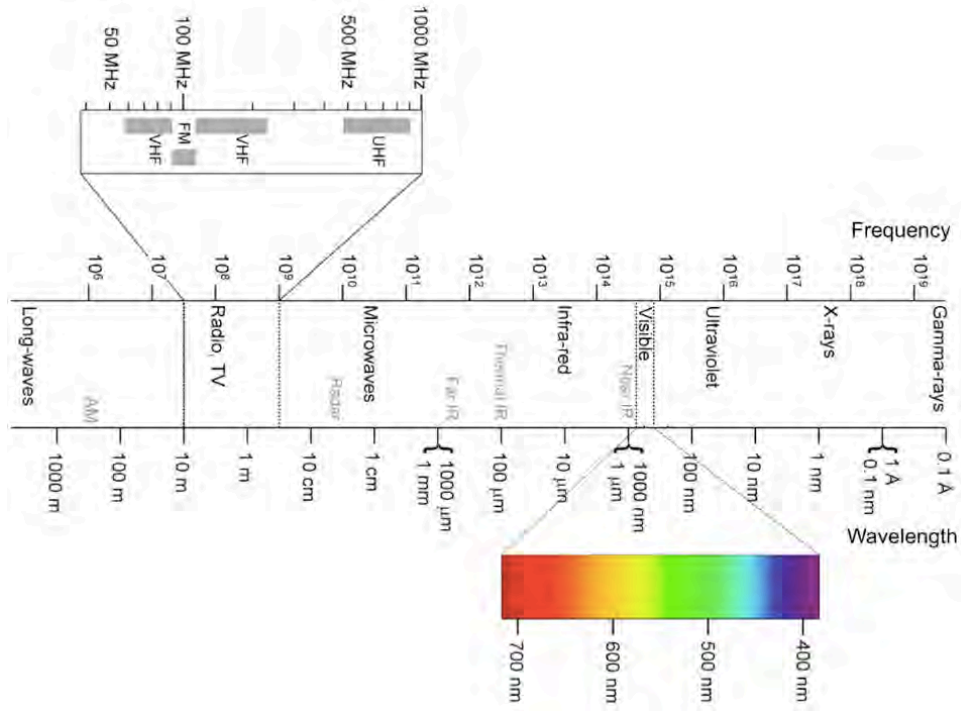 50 MHz
100 MHz
500 MHz
1000 MHz
VHF
FM
VHF
UHF
Frequency
10⁶
10⁷
10⁸
10⁹
10¹⁰
10¹¹
10¹²
10¹³
10¹⁴
10¹⁵
10¹⁶
10¹⁷
10¹⁸
10¹⁹
Long-waves
Radio, TV
Microwaves
Infra-red
Visible
Ultraviolet
X-rays
Gamma-rays
AM
Radar
Far IR
Thermal IR
Near IR
1000 m
100 m
10 m
1 m
10 cm
1 cm
1000 µm
1 mm
100 µm
10 µm
1000 nm
1 µm
100 nm
10 nm
1 nm
1 Å
0.1 nm
0.1 Å
Wavelength
700 nm
600 nm
500 nm
400 nm